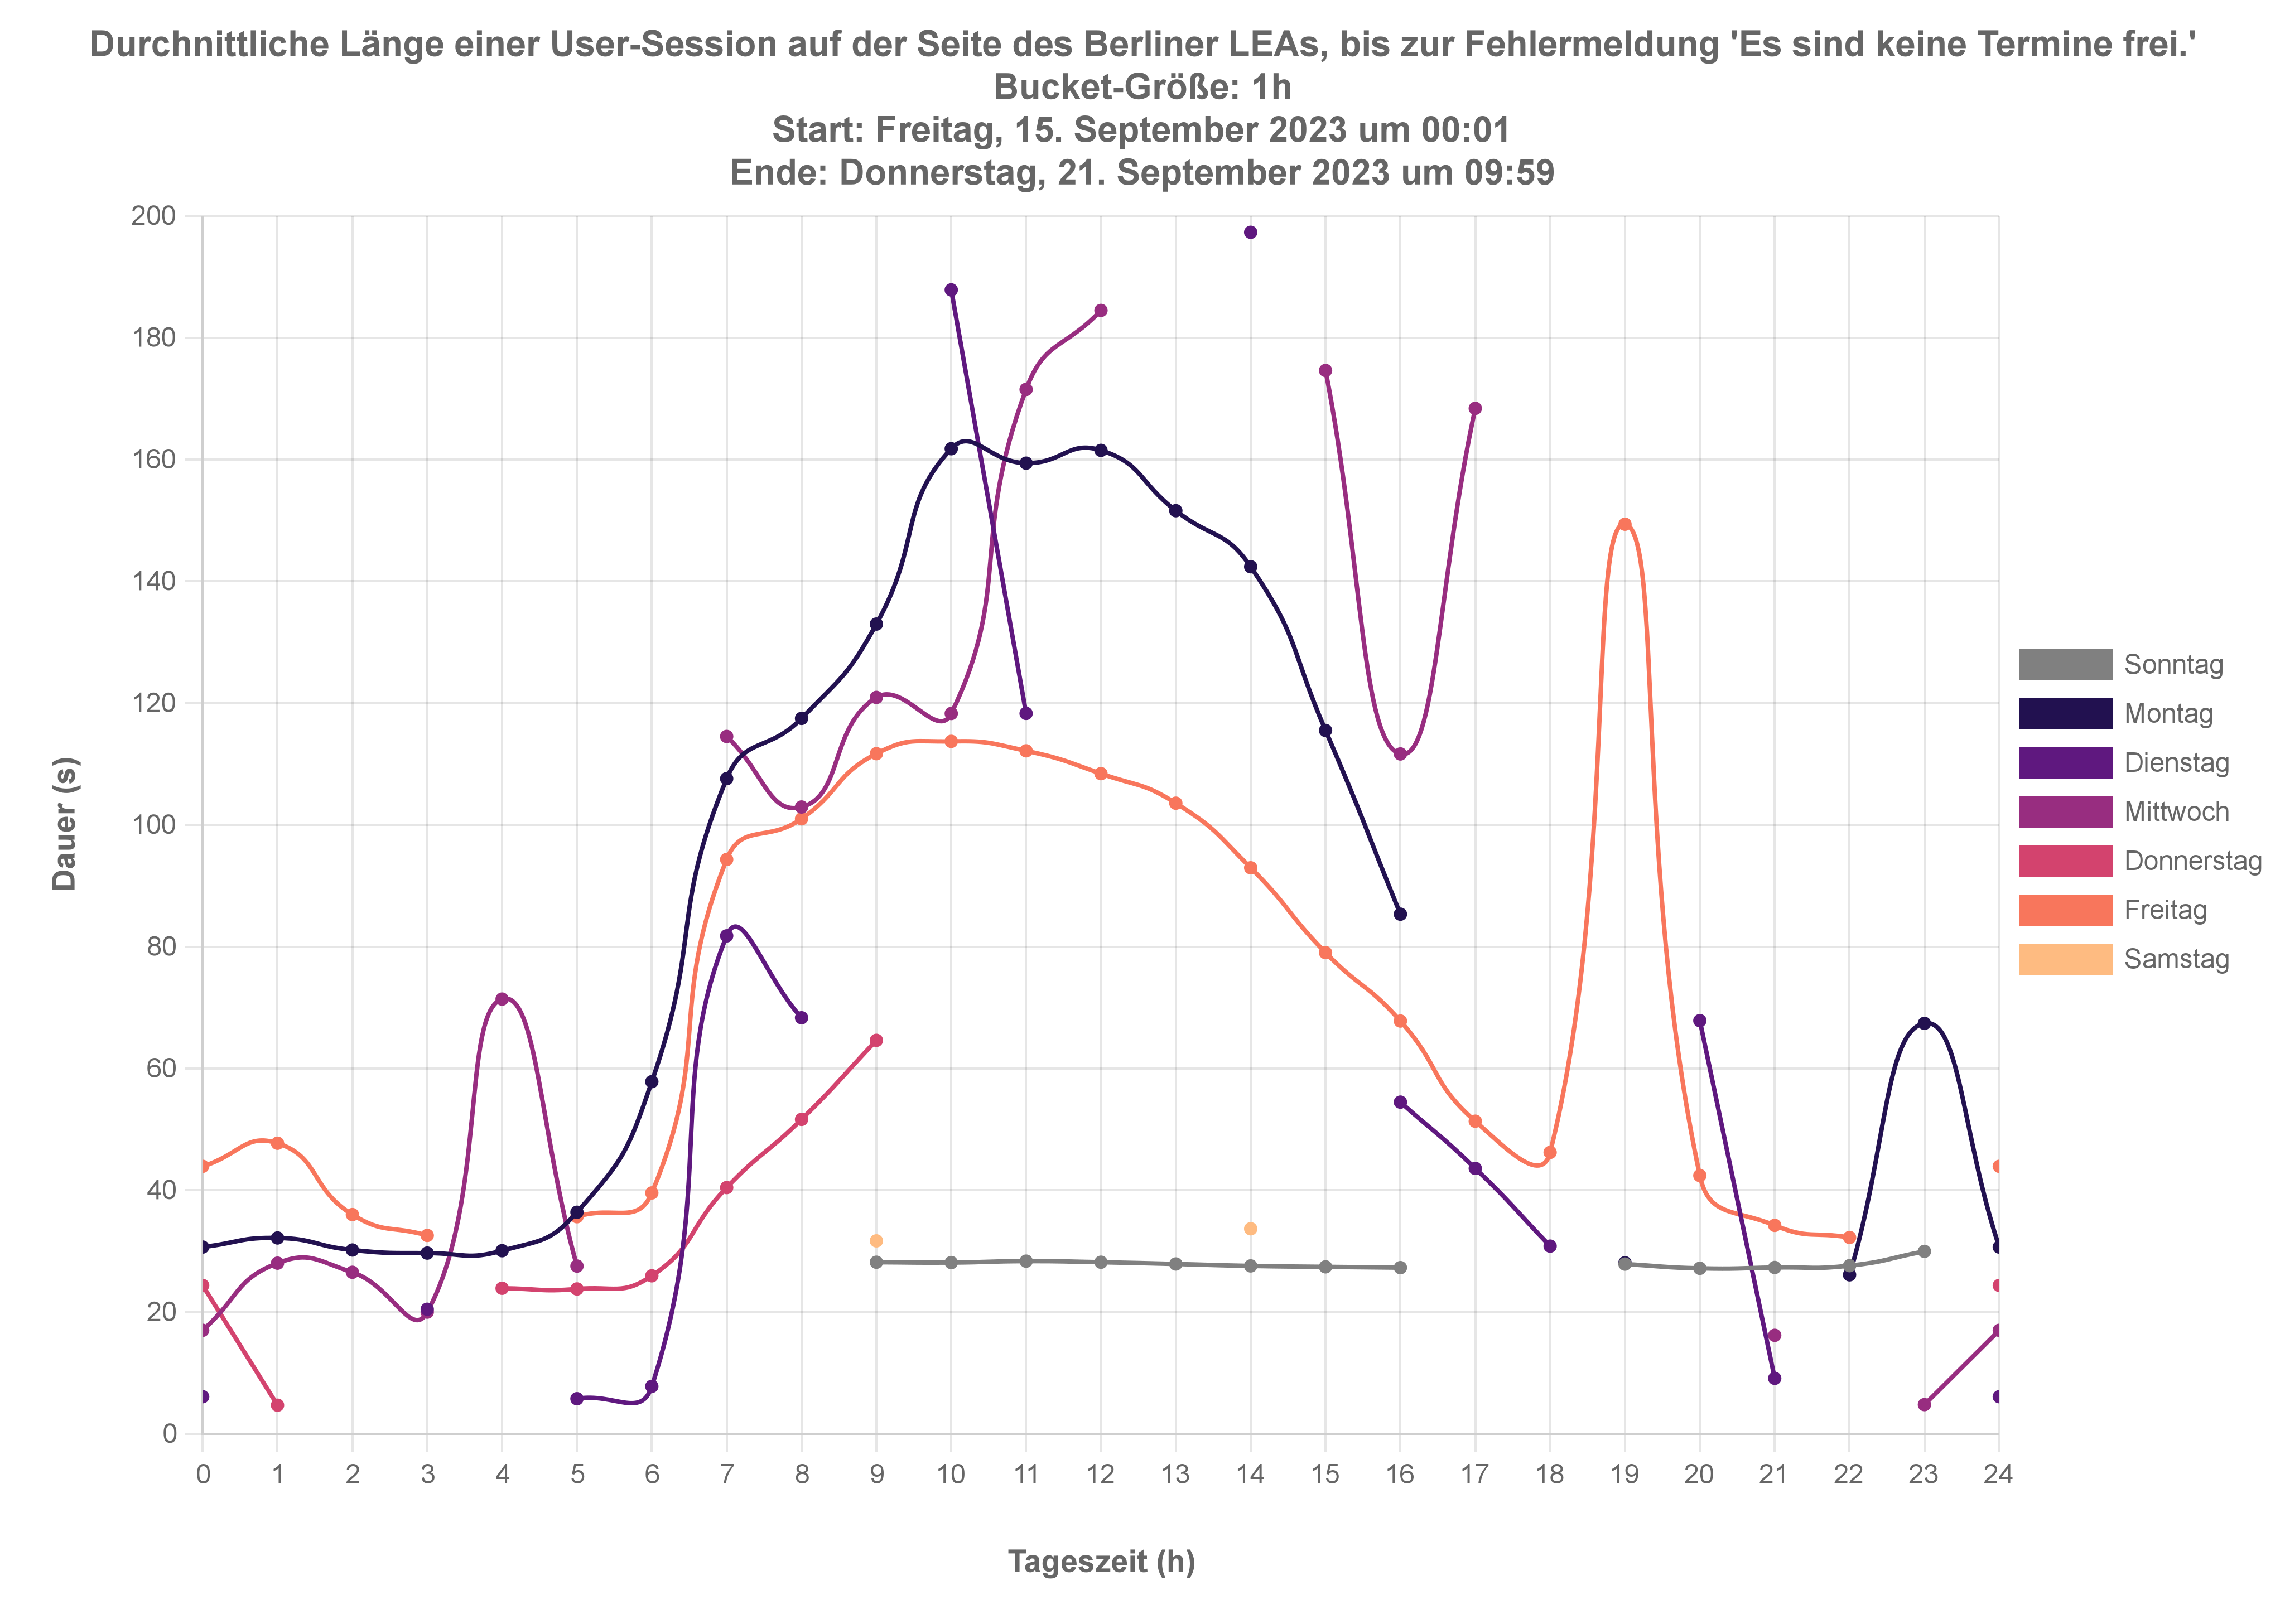 Durchnittliche Länge einer User-Session auf der Seite des Berliner LEAs, bis zur Fehlermeldung 'Es sind keine Termine frei.'
Bucket-Größe: 1h
Start: Freitag, 15. September 2023 um 00:01
Ende: Donnerstag, 21. September 2023 um 09:59
200
180
160
140
120
100
80
60
40
20
0
Dauer (s)
0 1 2 3 4 5 6 7 8 9 10 11 12 13 14 15 16 17 18 19 20 21 22 23 24
Tageszeit (h)
Sonntag
Montag
Dienstag
Mittwoch
Donnerstag
Freitag
Samstag